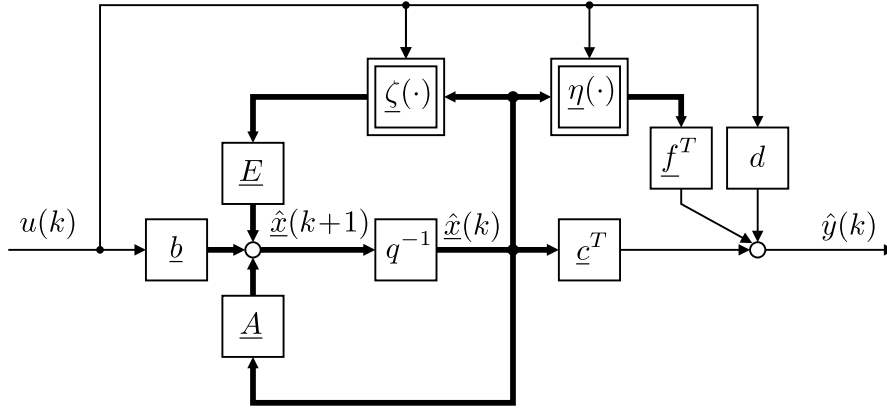 ζ(·)
η(·)
E
f^T
d
u(k)
b
x̂(k+1)
q^{−1}
x̂(k)
c^T
ŷ(k)
A